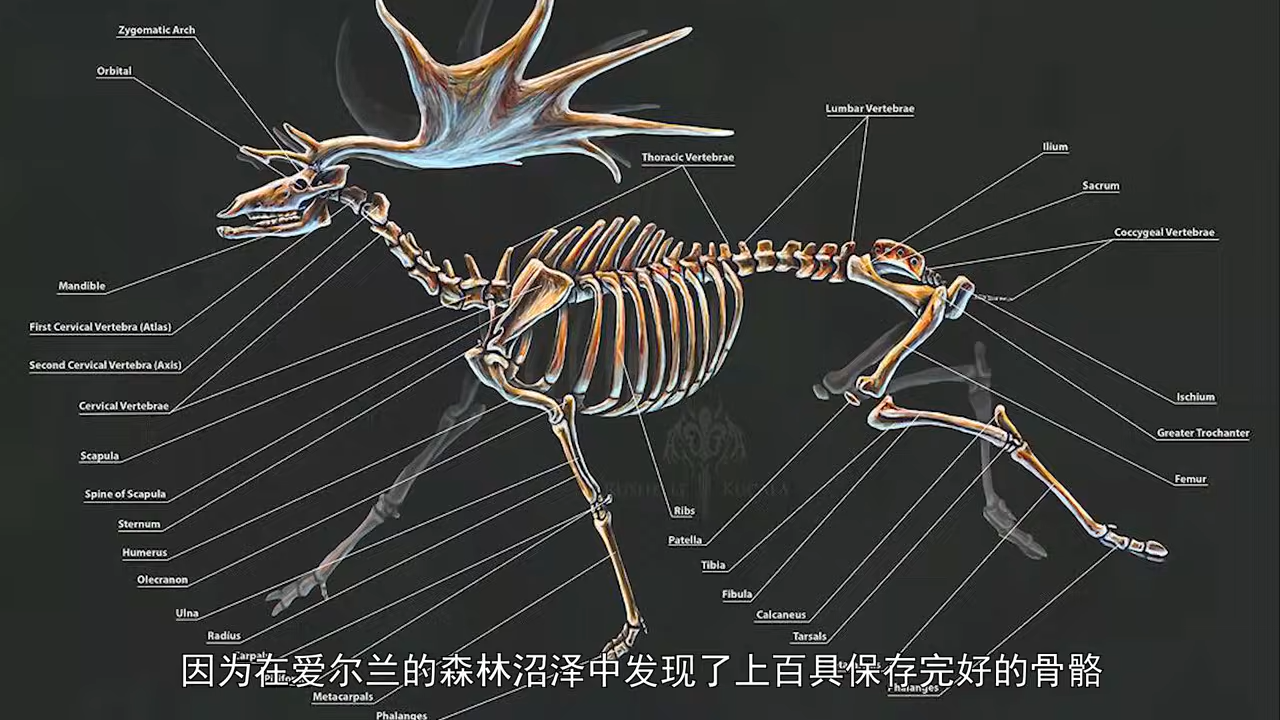 Zygomatic Arch
Orbital
Lumbar Vertebrae
Thoracic Vertebrae
Ilium
Sacrum
Coccygeal Vertebrae
Mandible
First Cervical Vertebra (Atlas)
Second Cervical Vertebra (Axis)
Cervical Vertebrae
Scapula
Spine of Scapula
Sternum
Humerus
Olecranon
Ulna
Radius
Carpals
Ischium
Greater Trochanter
Femur
Ribs
Patella
Tibia
Fibula
Calcaneus
Tarsals
因为在爱尔兰的森林沼泽中发现了上百具保存完好的骨骼
Phalanges
Metacarpals
Phalanges